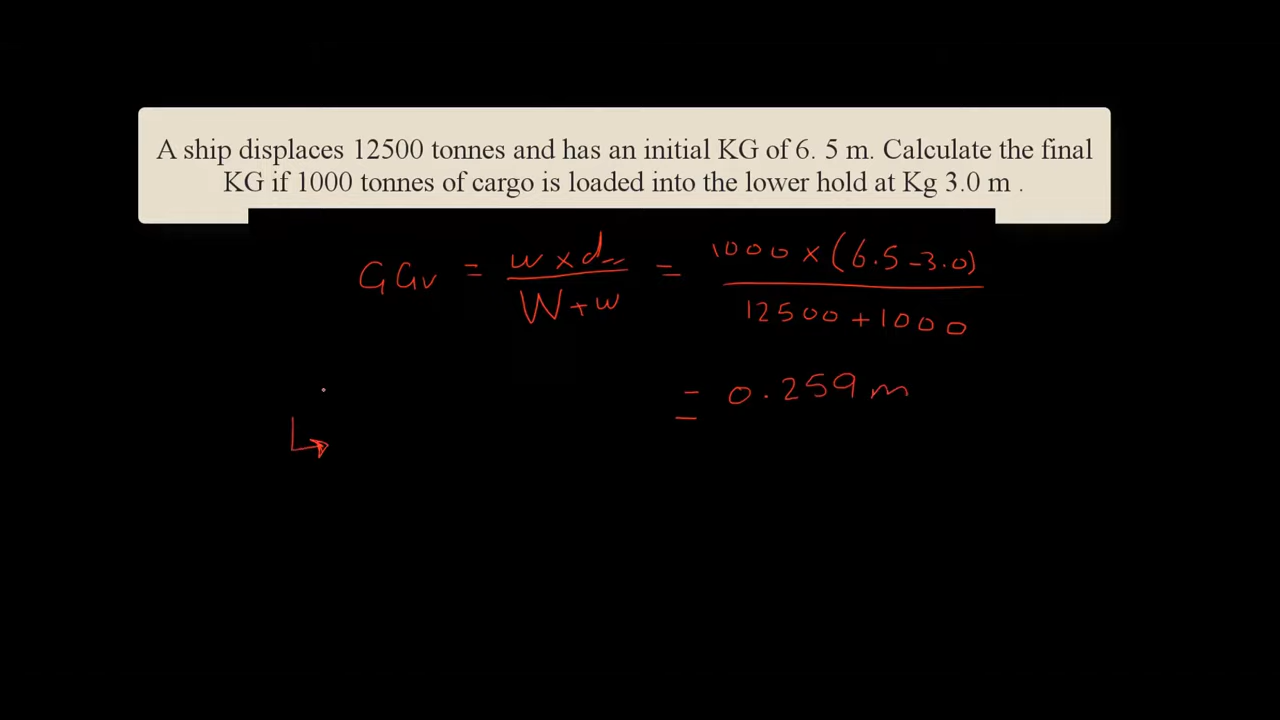 A ship displaces 12500 tonnes and has an initial KG of 6. 5 m. Calculate the final
KG if 1000 tonnes of cargo is loaded into the lower hold at Kg 3.0 m .
GGv = w x d / W + w = 1000 x (6.5 - 3.0) / 12500 + 1000
= 0.259 m